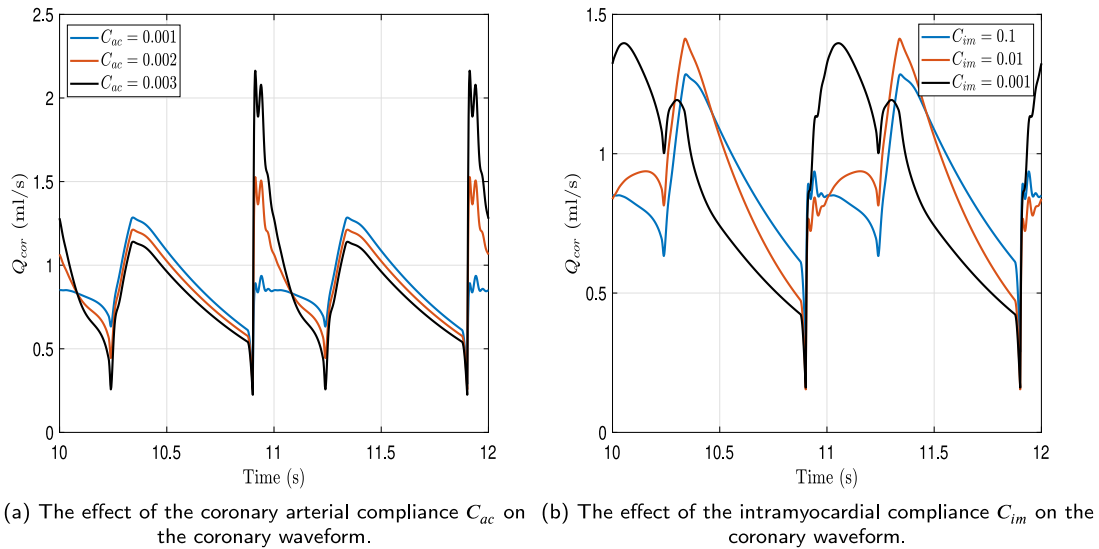 2.5
2
1.5
1
0.5
0
10
10.5
11
11.5
12
Q_cor (ml/s)
Time (s)
C_ac = 0.001
C_ac = 0.002
C_ac = 0.003
(a) The effect of the coronary arterial compliance C_ac on
the coronary waveform.
1.5
1
0.5
0
10
10.5
11
11.5
12
Q_cor (ml/s)
Time (s)
C_im = 0.1
C_im = 0.01
C_im = 0.001
(b) The effect of the intramyocardial compliance C_im on the
coronary waveform.